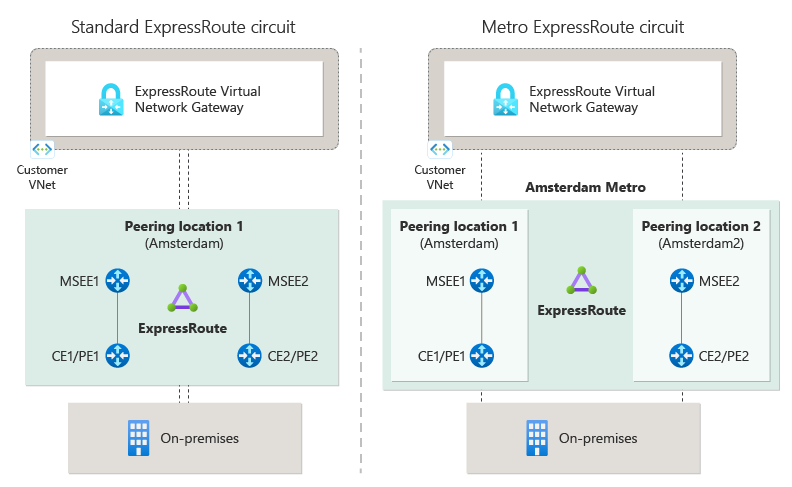 Standard ExpressRoute circuit
ExpressRoute Virtual
Network Gateway
Customer
VNet
Peering location 1
(Amsterdam)
MSEE1
MSEE2
ExpressRoute
CE1/PE1
CE2/PE2
On-premises
Metro ExpressRoute circuit
ExpressRoute Virtual
Network Gateway
Customer
VNet
Amsterdam Metro
Peering location 1
(Amsterdam)
MSEE1
CE1/PE1
ExpressRoute
Peering location 2
(Amsterdam2)
MSEE2
CE2/PE2
On-premises